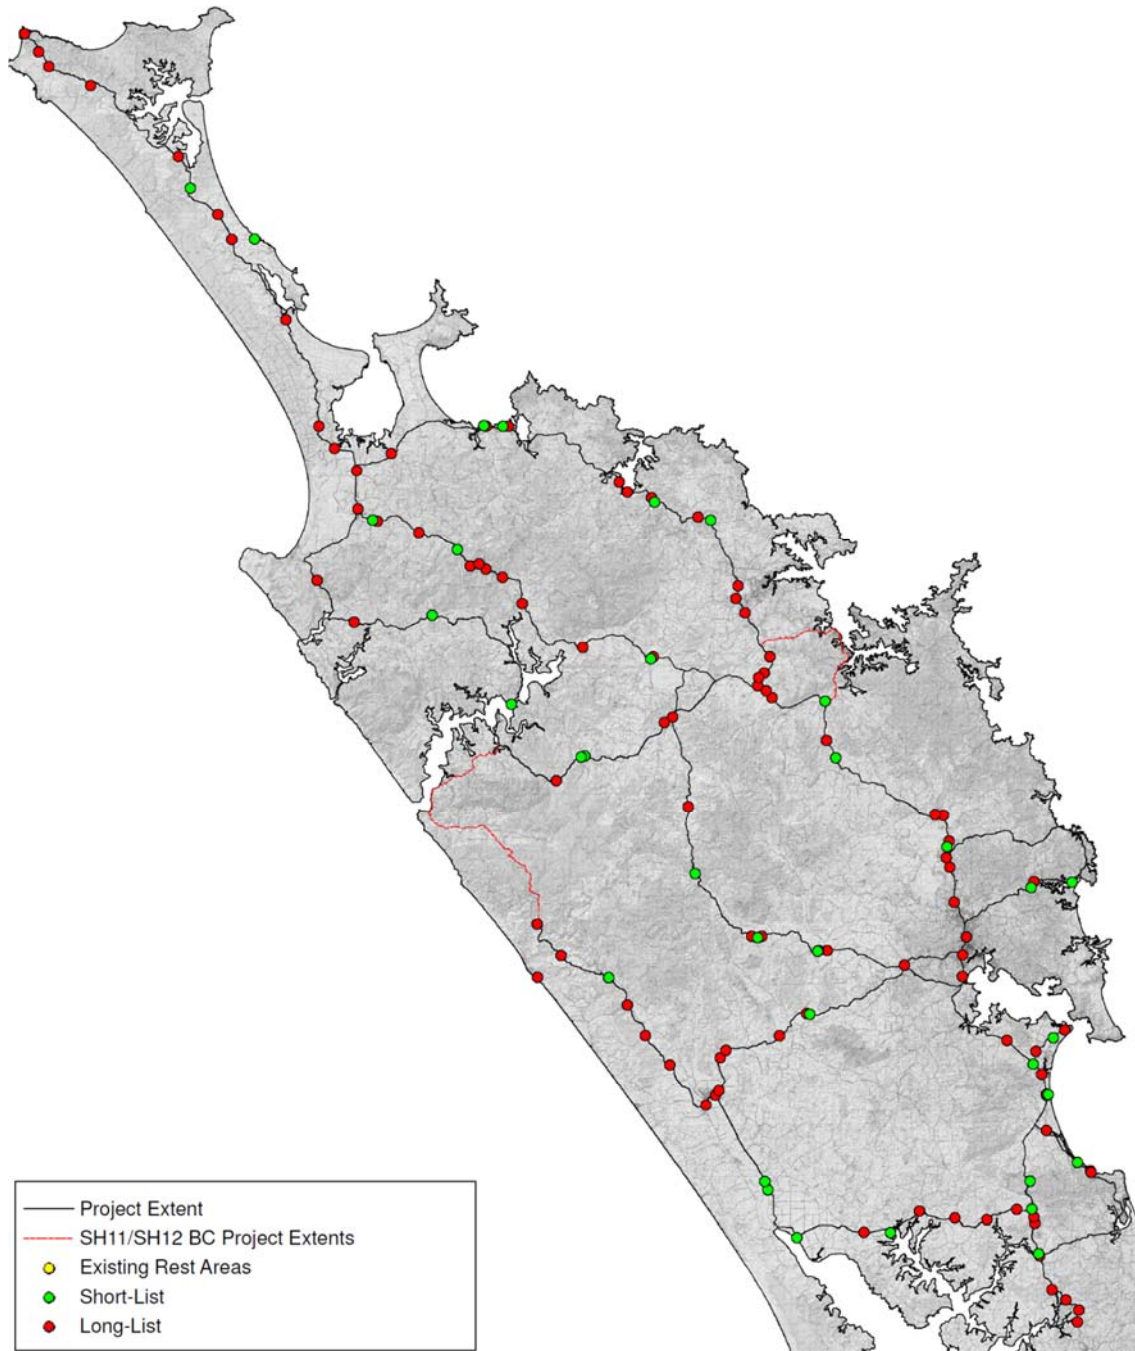 Project Extent
SH11/SH12 BC Project Extents
Existing Rest Areas
Short-List
Long-List